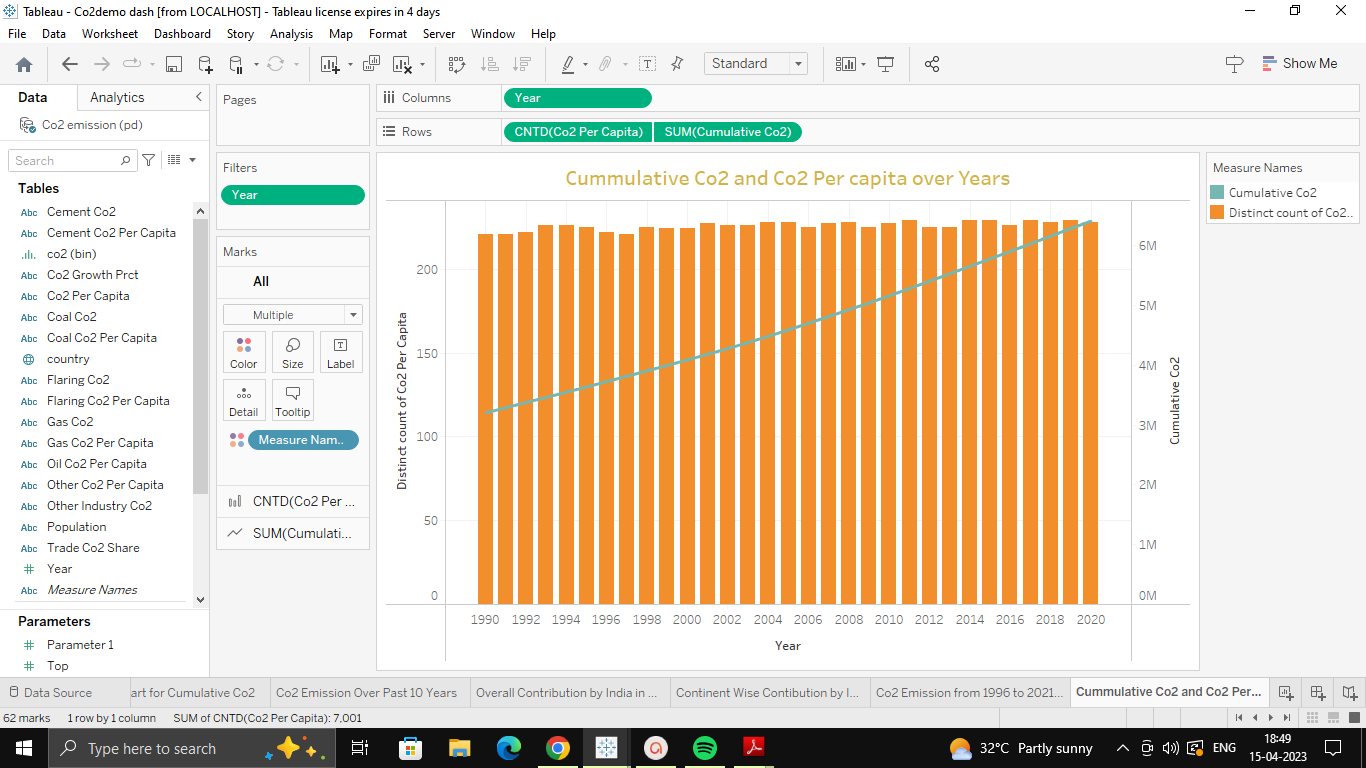 Tableau - Co2demo dash [from LOCALHOST] - Tableau license expires in 4 days
File Data Worksheet Dashboard Story Analysis Map Format Server Window Help
Standard
Show Me
Data
Analytics
Co2 emission (pd)
Search
Tables
Abc Cement Co2
Abc Cement Co2 Per Capita
co2 (bin)
Abc Co2 Growth Prct
Abc Co2 Per Capita
Abc Coal Co2
Abc Coal Co2 Per Capita
country
Abc Flaring Co2
Abc Flaring Co2 Per Capita
Abc Gas Co2
Abc Gas Co2 Per Capita
Abc Oil Co2 Per Capita
Abc Other Co2 Per Capita
Abc Other Industry Co2
Abc Population
Abc Trade Co2 Share
# Year
Abc Measure Names
Parameters
# Parameter 1
# Top
Pages
Filters
Year
Marks
All
Multiple
Color
Size
Label
Detail
Tooltip
Measure Nam..
CNTD(Co2 Per ...
SUM(Cumulati...
Columns
Year
Rows
CNTD(Co2 Per Capita)
SUM(Cumulative Co2)
Cummulative Co2 and Co2 Per capita over Years
Distinct count of Co2 Per Capita
200
150
100
50
0
6M
5M
4M
3M
2M
1M
0M
Cumulative Co2
1990 1992 1994 1996 1998 2000 2002 2004 2006 2008 2010 2012 2014 2016 2018 2020
Year
Measure Names
Cumulative Co2
Distinct count of Co2..
Data Source
art for Cumulative Co2
Co2 Emission Over Past 10 Years
Overall Contribution by India in ...
Continent Wise Contibution by I...
Co2 Emission from 1996 to 2021...
Cummulative Co2 and Co2 Per...
62 marks
1 row by 1 column
SUM of CNTD(Co2 Per Capita): 7,001
Type here to search
32°C Partly sunny
ENG
18:49
15-04-2023